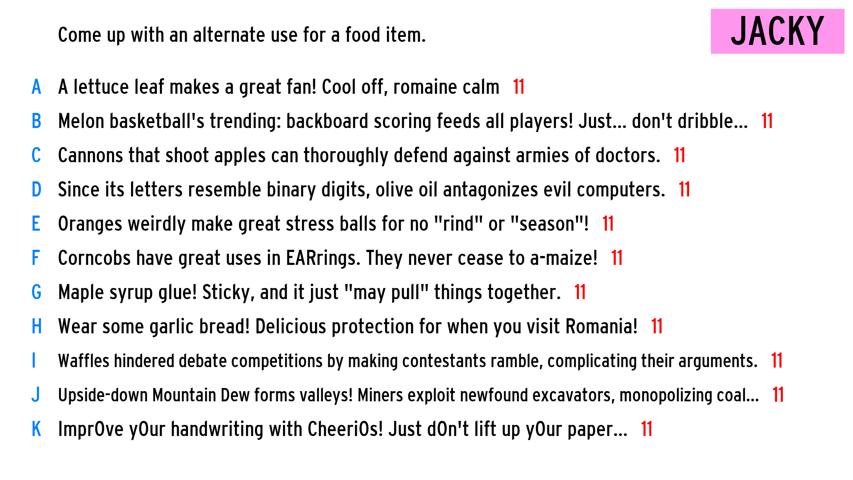 Come up with an alternate use for a food item.
JACKY
A A lettuce leaf makes a great fan! Cool off, romaine calm 11
B Melon basketball's trending: backboard scoring feeds all players! Just... don't dribble... 11
C Cannons that shoot apples can thoroughly defend against armies of doctors. 11
D Since its letters resemble binary digits, olive oil antagonizes evil computers. 11
E Oranges weirdly make great stress balls for no "rind" or "season"! 11
F Corncobs have great uses in EARrings. They never cease to a-maize! 11
G Maple syrup glue! Sticky, and it just "may pull" things together. 11
H Wear some garlic bread! Delicious protection for when you visit Romania! 11
I Waffles hindered debate competitions by making contestants ramble, complicating their arguments. 11
J Upside-down Mountain Dew forms valleys! Miners exploit newfound excavators, monopolizing coal... 11
K ImprOve yOur handwriting with CheeriOs! Just dOn't lift up yOur paper... 11